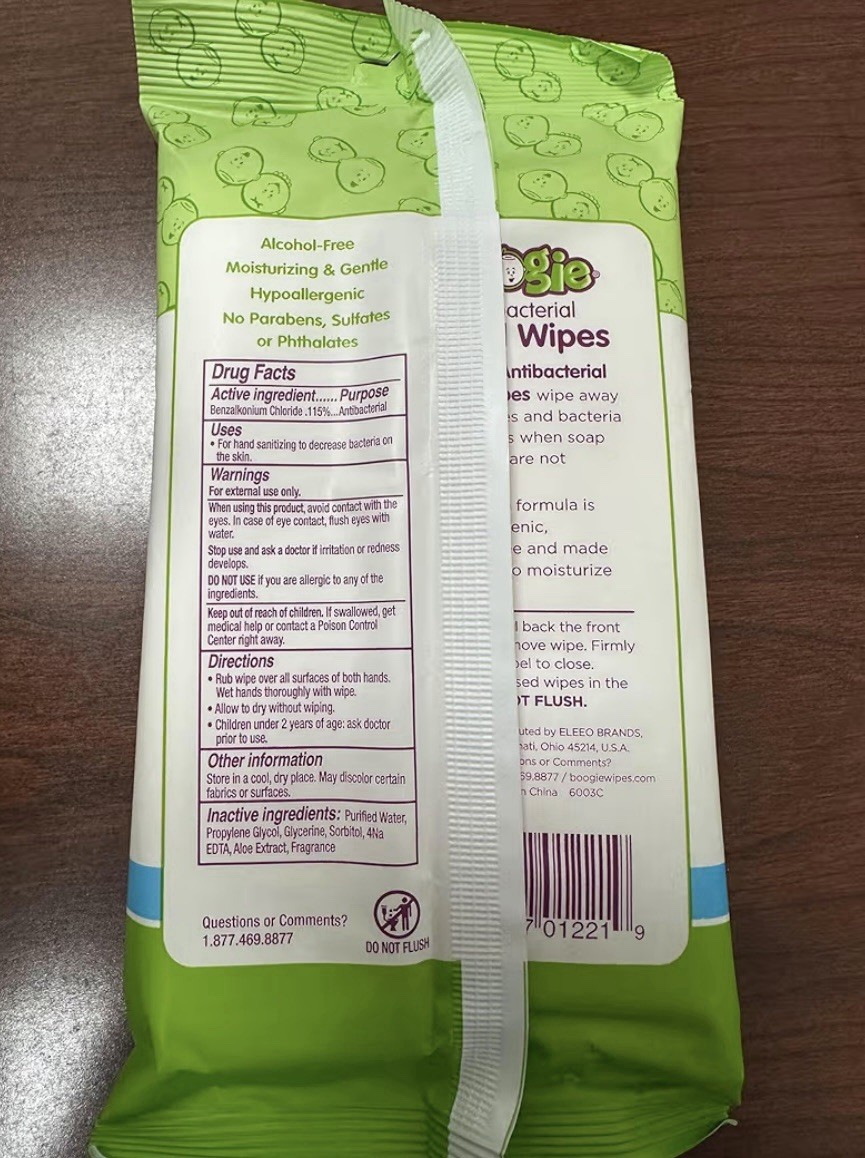 Alcohol-Free
Moisturizing & Gentle
Hypoallergenic
No Parabens, Sulfates
or Phthalates
Drug Facts
Active ingredient...... Purpose
Benzalkonium Chloride .115%...Antibacterial
Uses
• For hand sanitizing to decrease bacteria on
the skin.
Warnings
For external use only.
When using this product, avoid contact with the
eyes. In case of eye contact, flush eyes with
water.
Stop use and ask a doctor if irritation or redness
develops.
DO NOT USE if you are allergic to any of the
ingredients.
Keep out of reach of children. If swallowed, get
medical help or contact a Poison Control
Center right away.
Directions
• Rub wipe over all surfaces of both hands.
Wet hands thoroughly with wipe.
• Allow to dry without wiping.
• Children under 2 years of age: ask doctor
prior to use.
Other information
Store in a cool, dry place. May discolor certain
fabrics or surfaces.
Inactive ingredients: Purified Water,
Propylene Glycol, Glycerine, Sorbitol, 4Na
EDTA, Aloe Extract, Fragrance
Questions or Comments?
1.877.469.8877
DO NOT FLUSH
ogie®
acterial
Wipes
Antibacterial
pes wipe away
es and bacteria
s when soap
are not
formula is
enic,
e and made
o moisturize
l back the front
move wipe. Firmly
bel to close.
sed wipes in the
OT FLUSH.
uted by ELEEO BRANDS,
nati, Ohio 45214, U.S.A.
ons or Comments?
69.8877 / boogiewipes.com
n China 6003C
7 01221 9